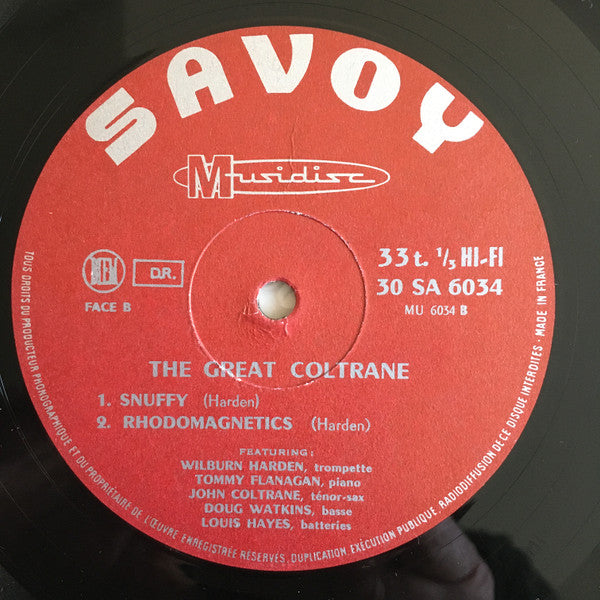 SAVOY
Musidisc
BIEM
D.R.
FACE B
33 t. 1/3 HI-FI
30 SA 6034
MU 6034 B
THE GREAT COLTRANE
1. SNUFFY (Harden)
2. RHODOMAGNETICS (Harden)
FEATURING:
WILBURN HARDEN, trompette
TOMMY FLANAGAN, piano
JOHN COLTRANE, ténor-sax
DOUG WATKINS, basse
LOUIS HAYES, batteries
TOUS DROITS DU PRODUCTEUR PHONOGRAPHIQUE ET DU PROPRIÉTAIRE DE L'ŒUVRE ENREGISTRÉE RÉSERVÉS, DUPLICATION, EXÉCUTION PUBLIQUE, RADIODIFFUSION DE CE DISQUE INTERDITES - MADE IN FRANCE